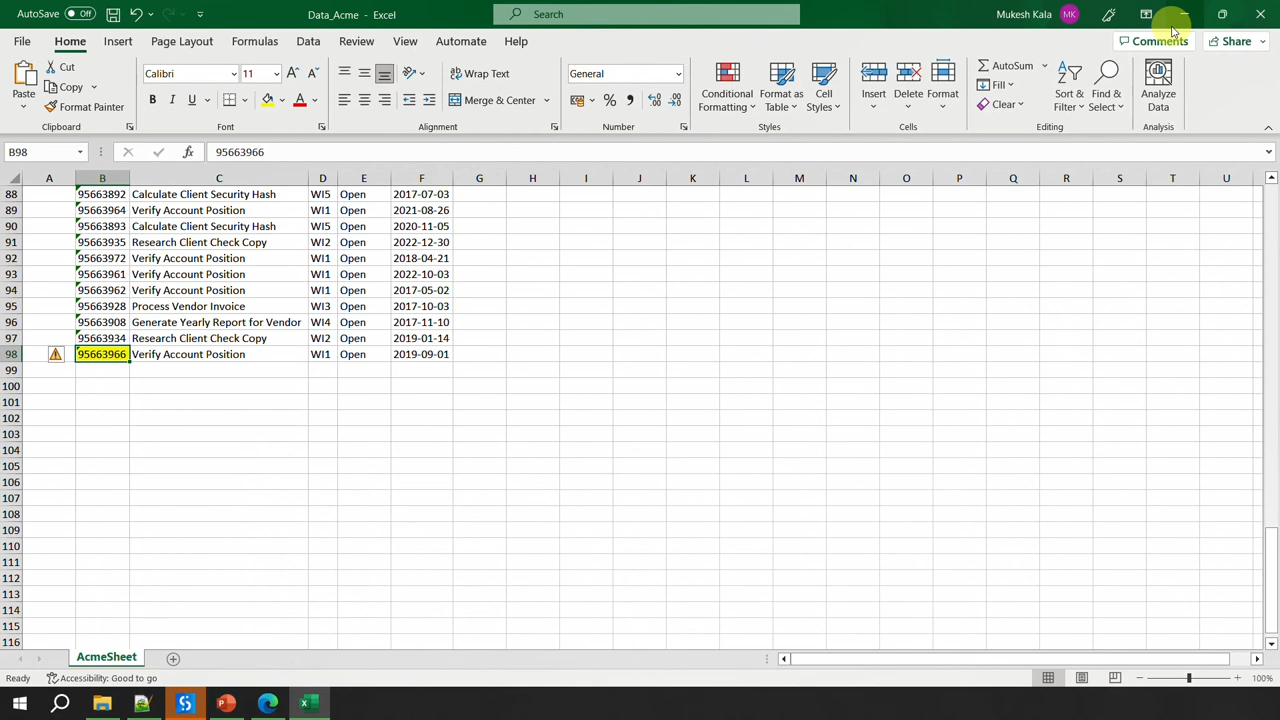 AutoSave Off Data_Acme - Excel Search Mukesh Kala MK
File Home Insert Page Layout Formulas Data Review View Automate Help Comments Share
Paste Cut Copy Format Painter
Calibri 11 B I U A
Wrap Text Merge & Center
General % ,
Conditional Formatting Format as Table Cell Styles
Insert Delete Format
AutoSum Fill Clear Sort & Filter Find & Select
Analyze Data
Clipboard Font Alignment Number Styles Cells Editing Analysis
B98 fx 95663966
A B C D E F G H I J K L M N O P Q R S T U
88 95663892 Calculate Client Security Hash WI5 Open 2017-07-03
89 95663964 Verify Account Position WI1 Open 2021-08-26
90 95663893 Calculate Client Security Hash WI5 Open 2020-11-05
91 95663935 Research Client Check Copy WI2 Open 2022-12-30
92 95663972 Verify Account Position WI1 Open 2018-04-21
93 95663961 Verify Account Position WI1 Open 2022-10-03
94 95663962 Verify Account Position WI1 Open 2017-05-02
95 95663928 Process Vendor Invoice WI3 Open 2017-10-03
96 95663908 Generate Yearly Report for Vendor WI4 Open 2017-11-10
97 95663934 Research Client Check Copy WI2 Open 2019-01-14
98 95663966 Verify Account Position WI1 Open 2019-09-01
99
100
101
102
103
104
105
106
107
108
109
110
111
112
113
114
115
116
AcmeSheet
Ready Accessibility: Good to go 100%